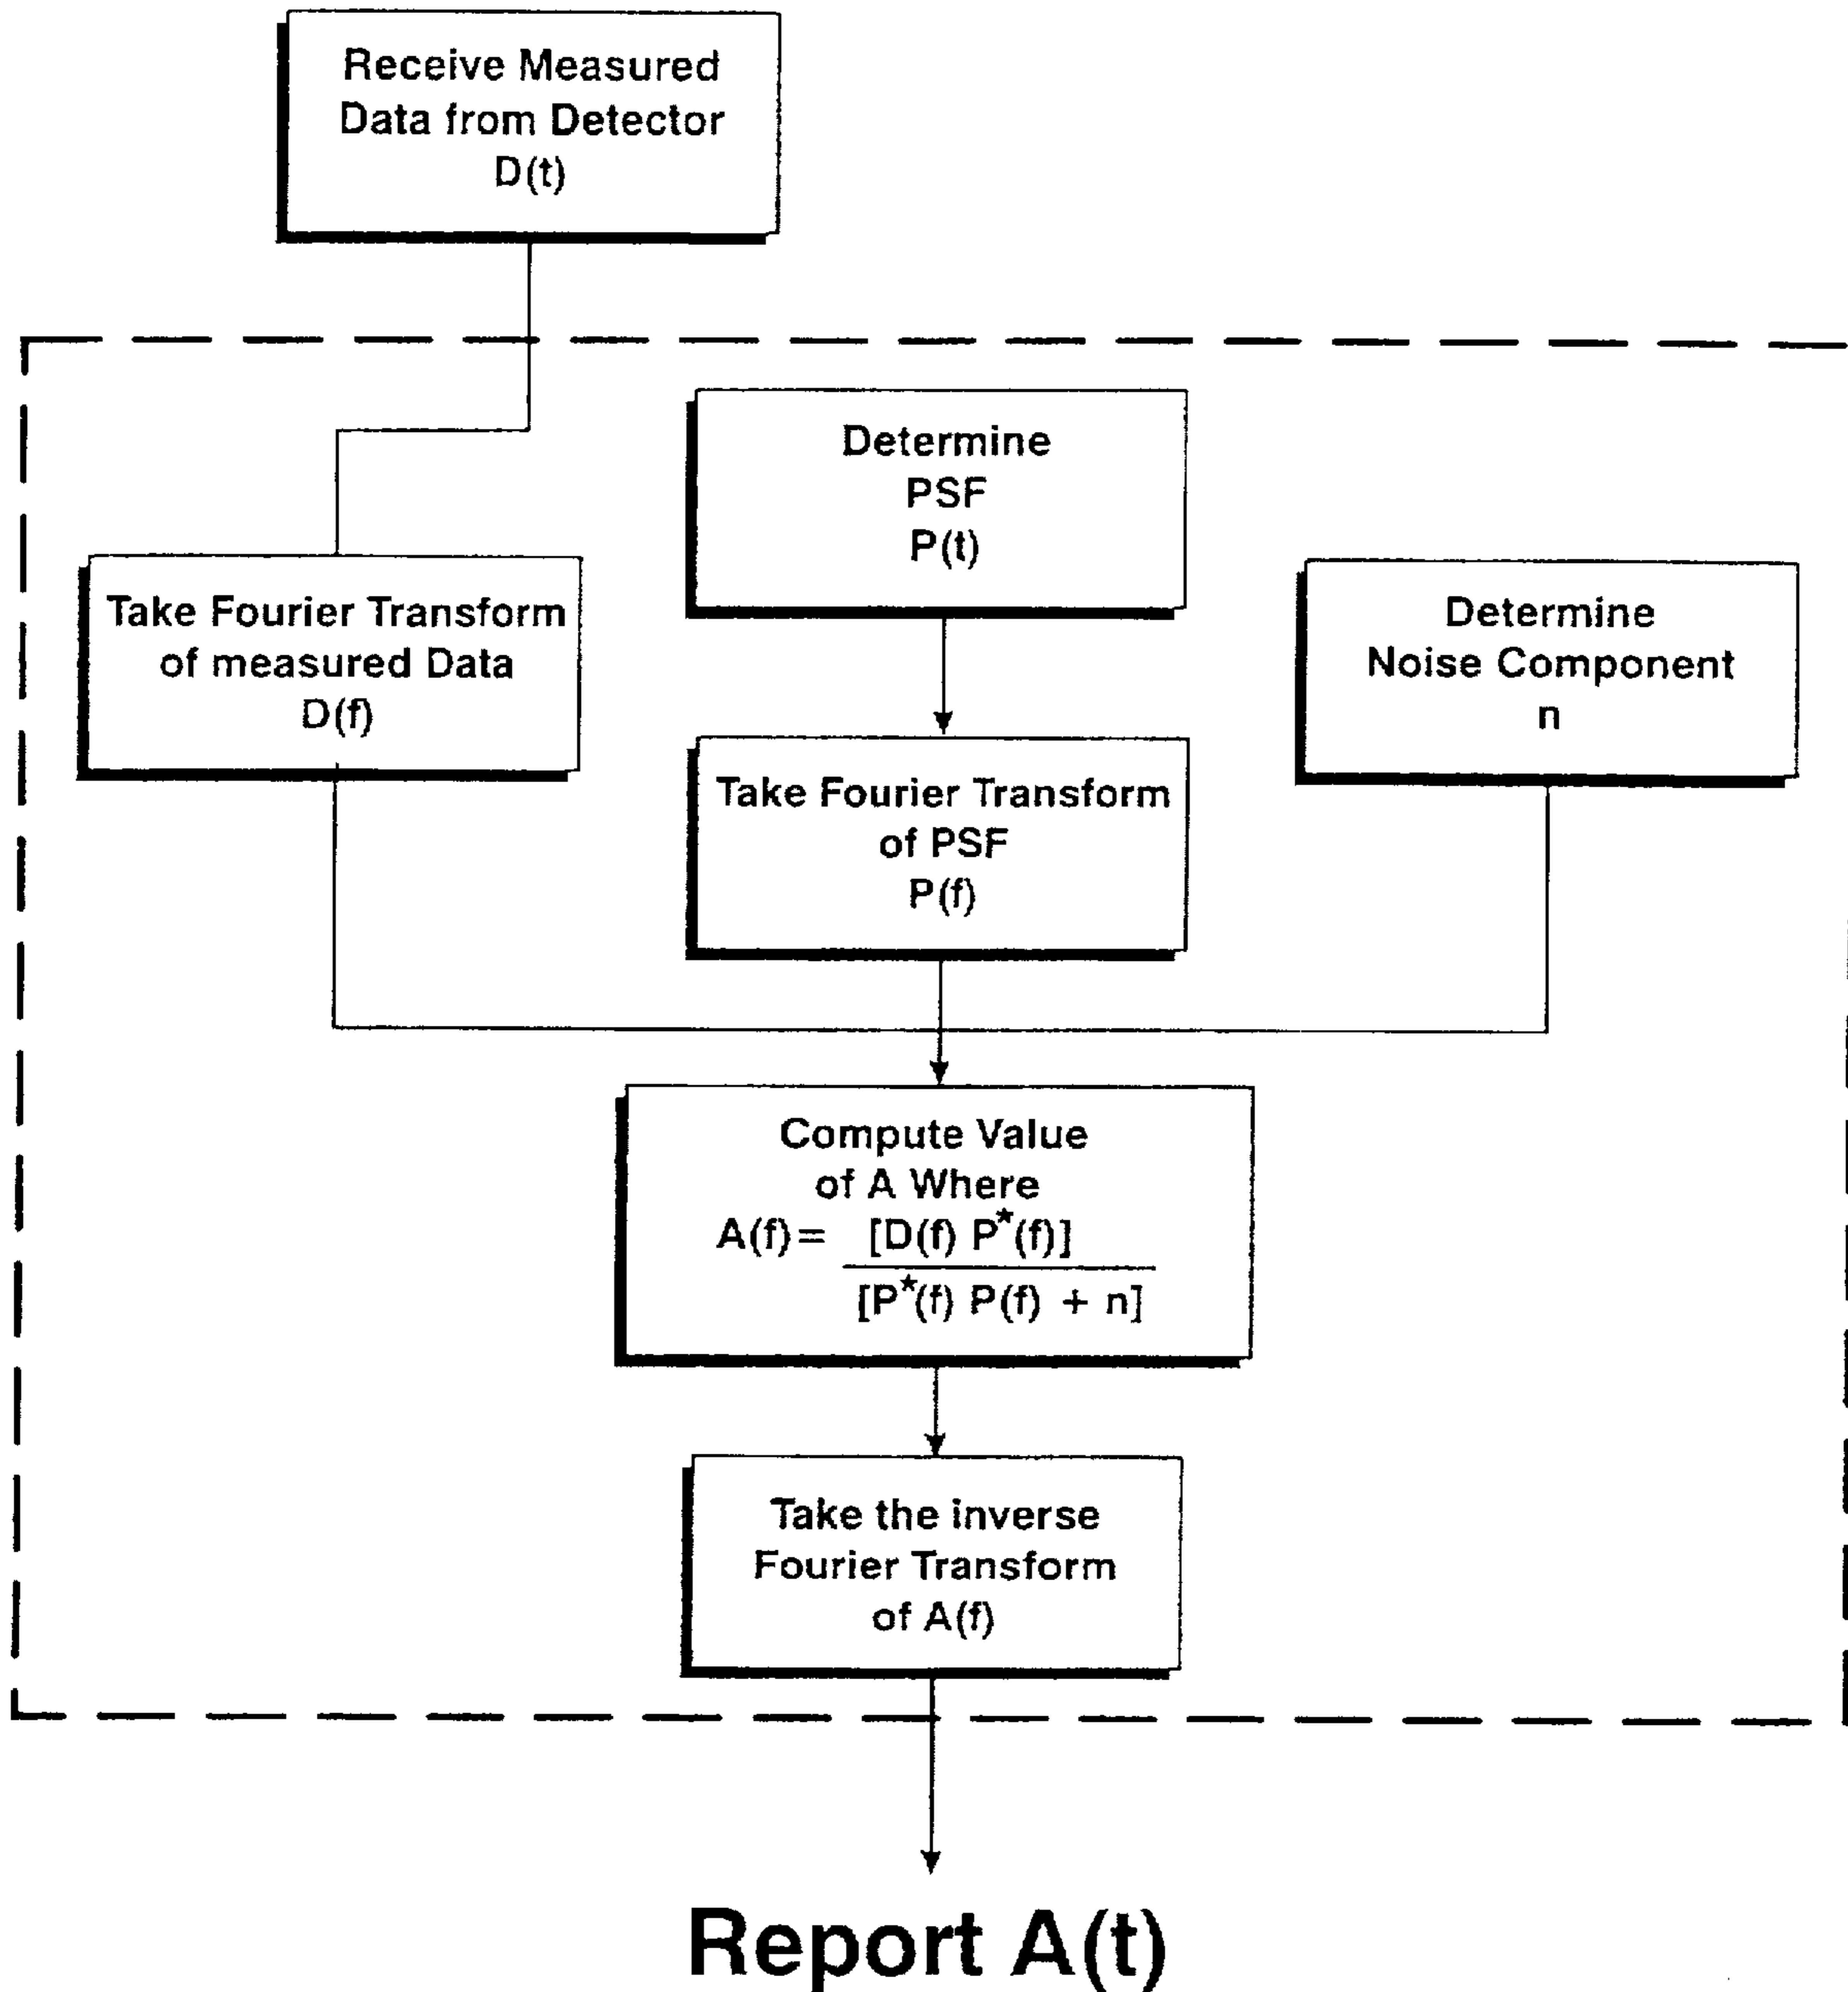 Receive Measured
Data from Detector
D(t)
Determine
PSF
P(t)
Take Fourier Transform
of measured Data
D(f)
Determine
Noise Component
n
Take Fourier Transform
of PSF
P(f)
Compute Value
of A Where
A(f)= [D(f) P*(f)]
[P*(f) P(f) + n]
Take the inverse
Fourier Transform
of A(f)
Report A(t)